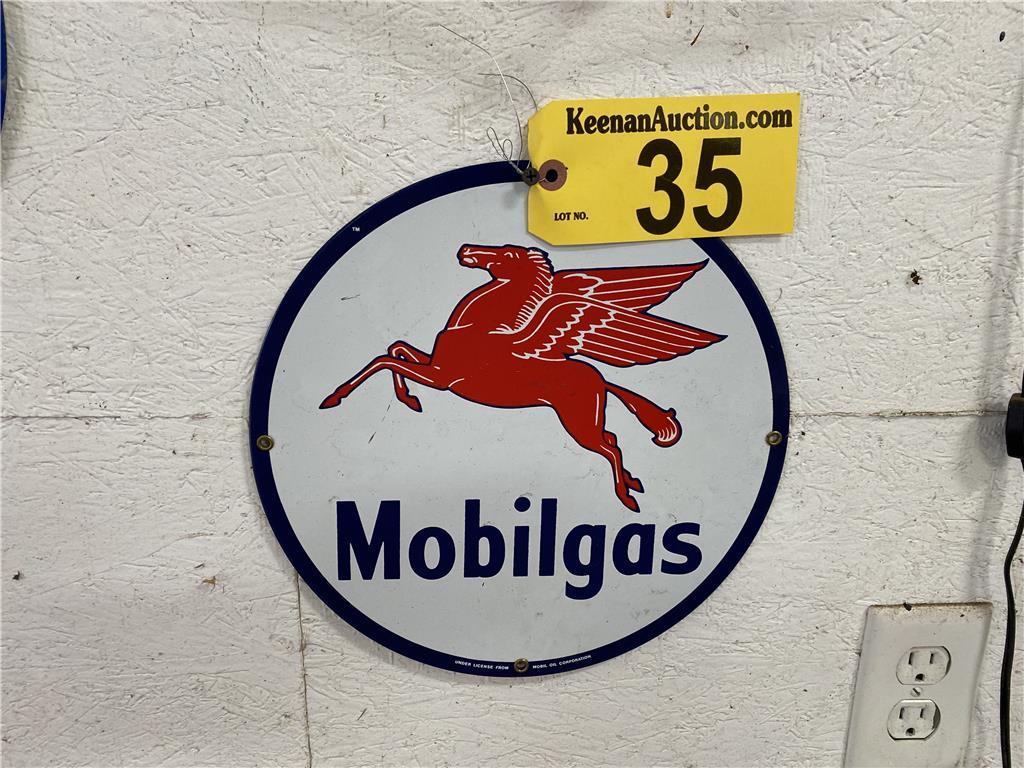 KeenanAuction.com
35
LOT NO.
TM
Mobilgas
UNDER LICENSE FROM MOBIL OIL CORPORATION